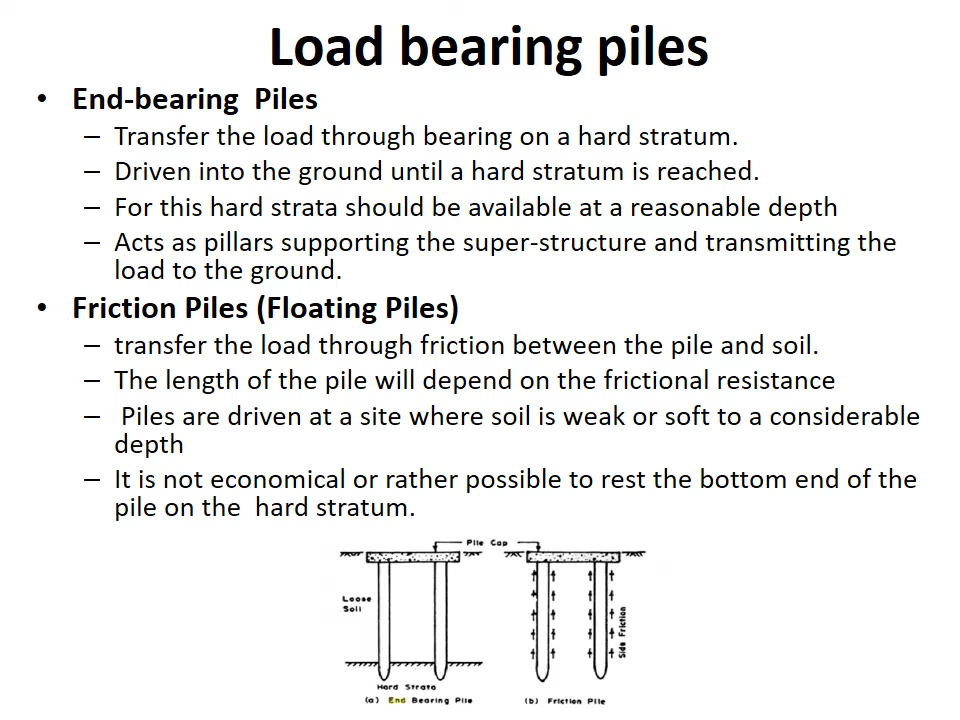 Load bearing piles
• End-bearing  Piles
– Transfer the load through bearing on a hard stratum.
– Driven into the ground until a hard stratum is reached.
– For this hard strata should be available at a reasonable depth
– Acts as pillars supporting the super-structure and transmitting the
load to the ground.
• Friction Piles (Floating Piles)
– transfer the load through friction between the pile and soil.
– The length of the pile will depend on the frictional resistance
– Piles are driven at a site where soil is weak or soft to a considerable
depth
– It is not economical or rather possible to rest the bottom end of the
pile on the  hard stratum.
Pile Cap
Loose
Soil
Side Friction
Hard Strata
(a) End Bearing Pile
(b) Friction Pile